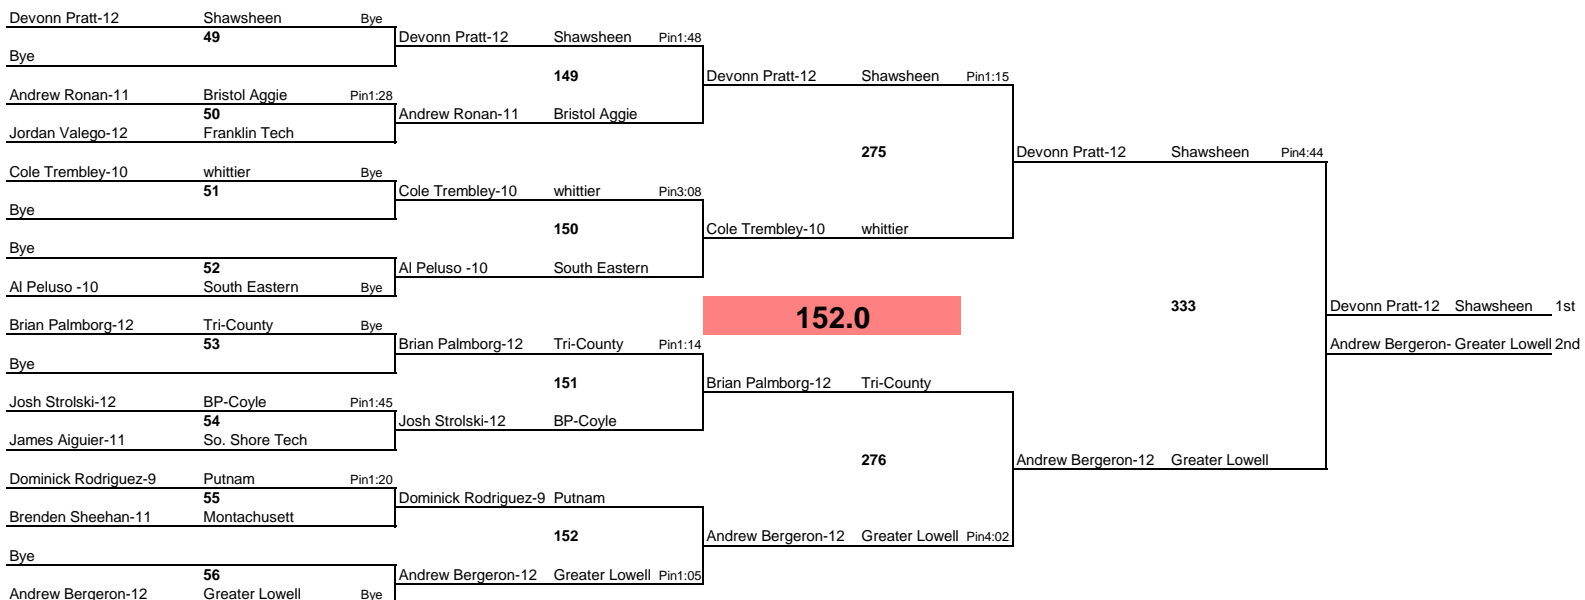 Devonn Pratt-12 Shawsheen Bye
49
Bye
Andrew Ronan-11 Bristol Aggie Pin1:28
50
Jordan Valego-12 Franklin Tech
Cole Trembley-10 whittier Bye
51
Bye
Bye
52
Al Peluso -10 South Eastern Bye
Brian Palmborg-12 Tri-County Bye
53
Bye
Josh Strolski-12 BP-Coyle Pin1:45
54
James Aiguier-11 So. Shore Tech
Dominick Rodriguez-9 Putnam Pin1:20
55
Brenden Sheehan-11 Montachusett
Bye
56
Andrew Bergeron-12 Greater Lowell Bye
Devonn Pratt-12 Shawsheen Pin1:48
149
Andrew Ronan-11 Bristol Aggie
Cole Trembley-10 whittier Pin3:08
150
Al Peluso -10 South Eastern
Brian Palmborg-12 Tri-County Pin1:14
151
Josh Strolski-12 BP-Coyle
Dominick Rodriguez-9 Putnam
152
Andrew Bergeron-12 Greater Lowell Pin1:05
Devonn Pratt-12 Shawsheen Pin1:15
275
Cole Trembley-10 whittier
152.0
Brian Palmborg-12 Tri-County
276
Andrew Bergeron-12 Greater Lowell Pin4:02
Devonn Pratt-12 Shawsheen Pin4:44
333
Andrew Bergeron-12 Greater Lowell
Devonn Pratt-12 Shawsheen 1st
Andrew Bergeron- Greater Lowell 2nd